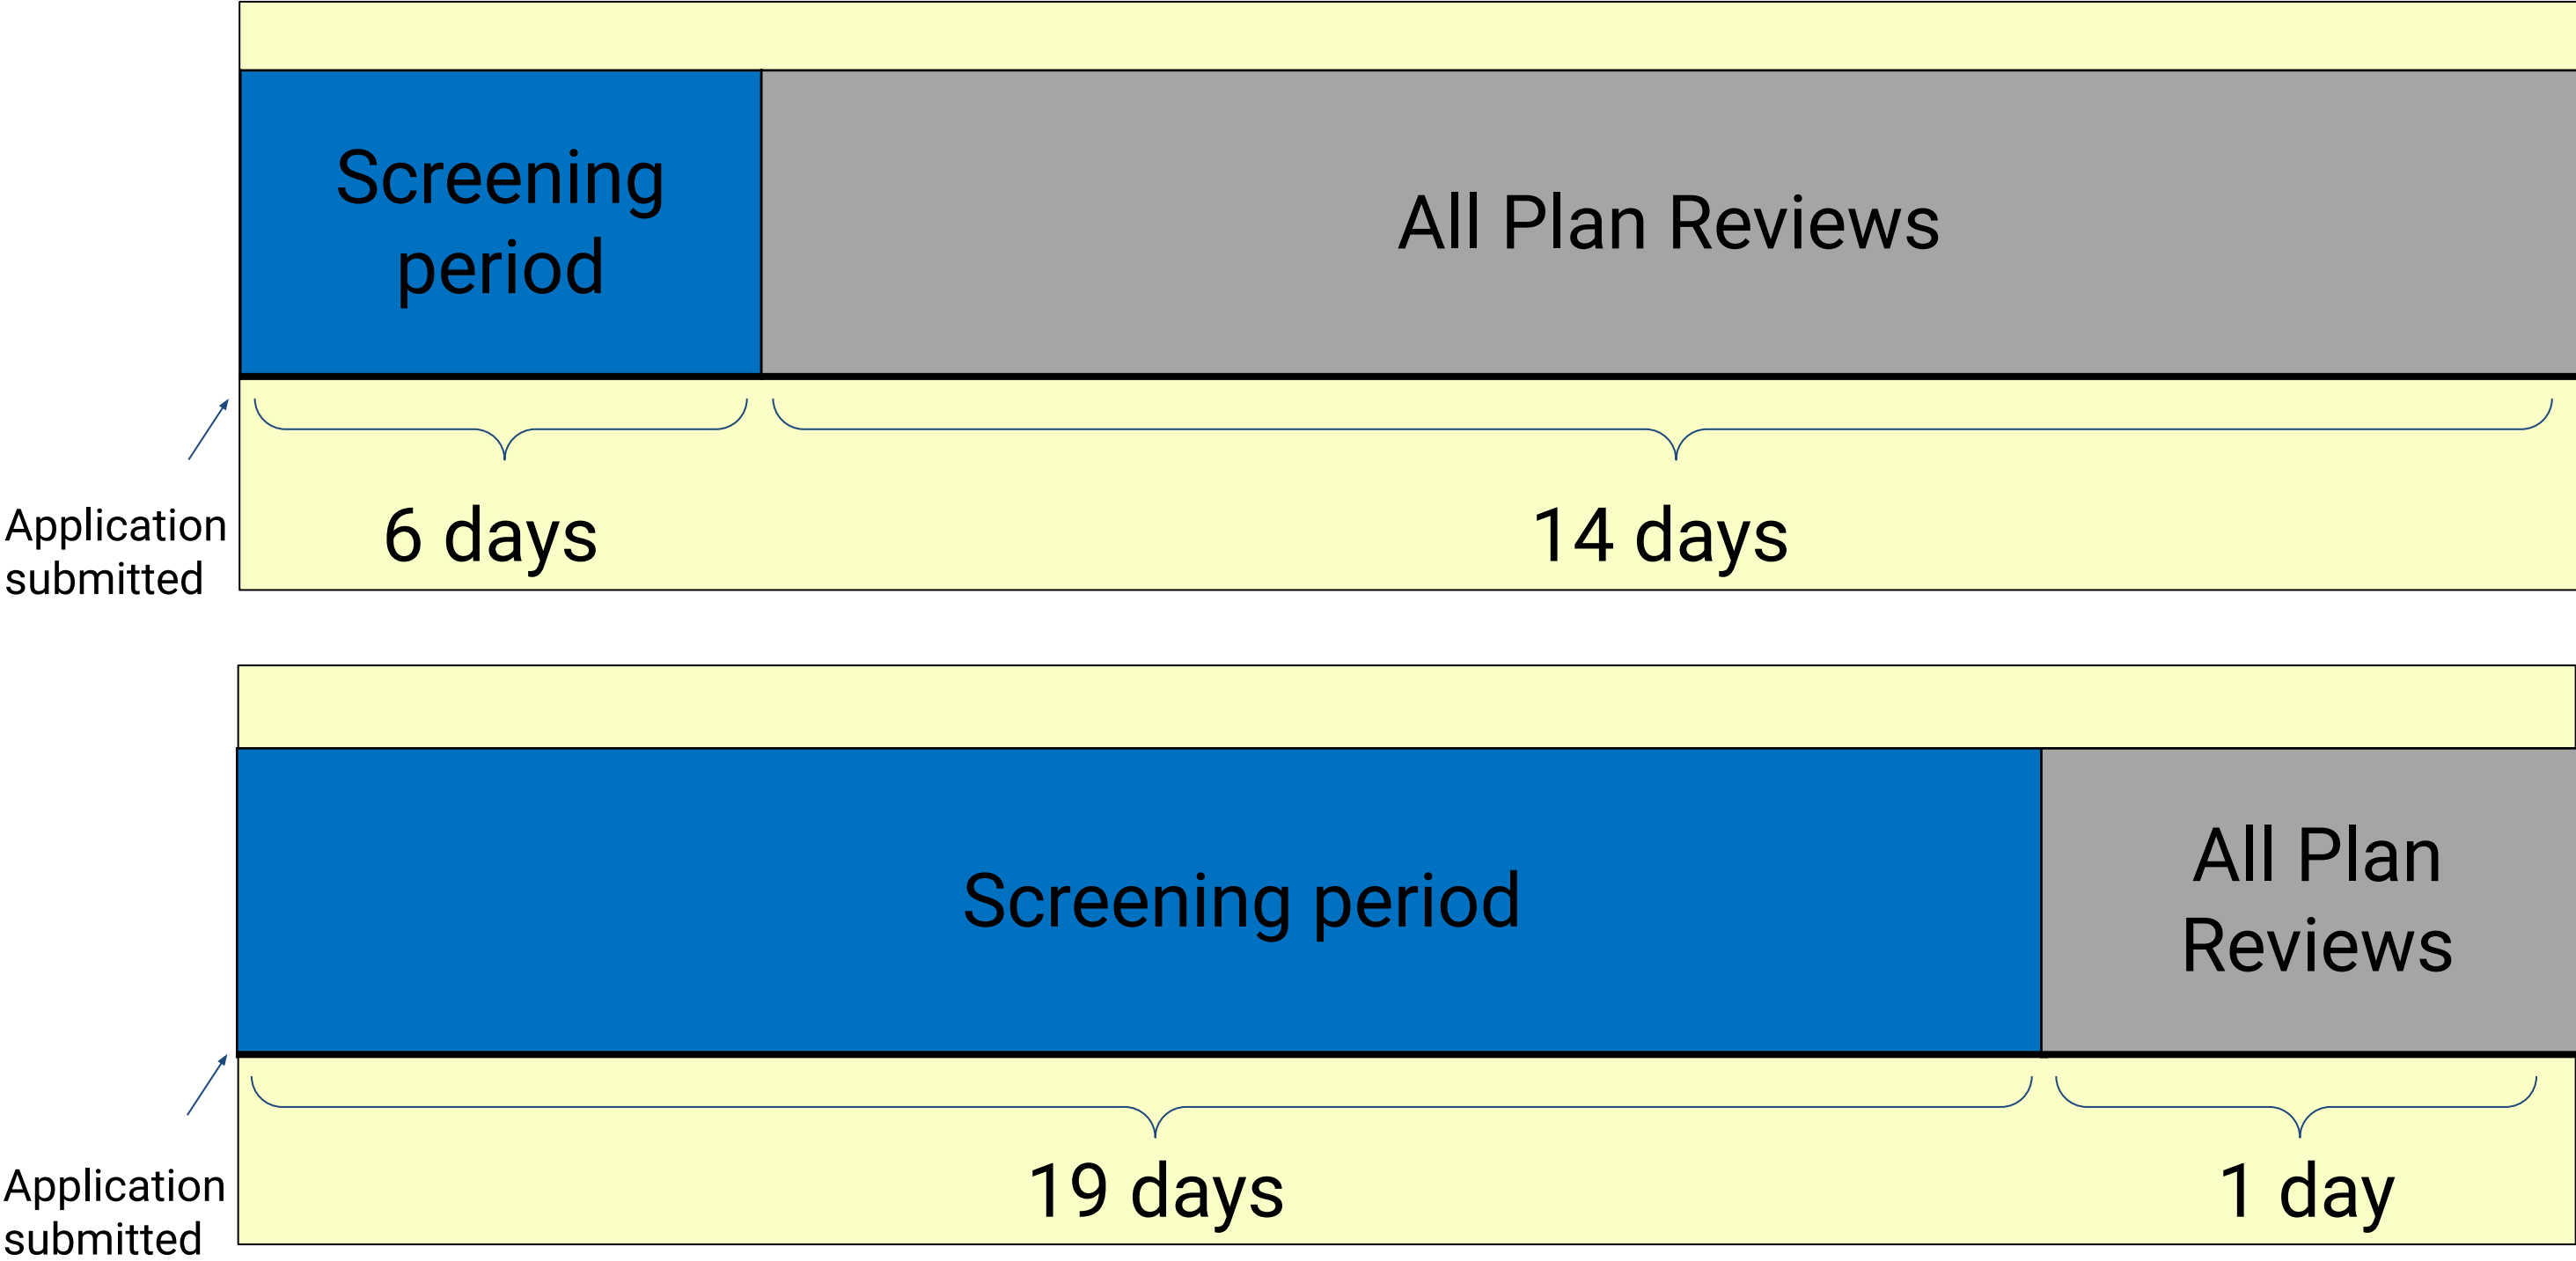 Screening
period
All Plan Reviews
Application
submitted
6 days
14 days
Screening period
All Plan
Reviews
Application
submitted
19 days
1 day